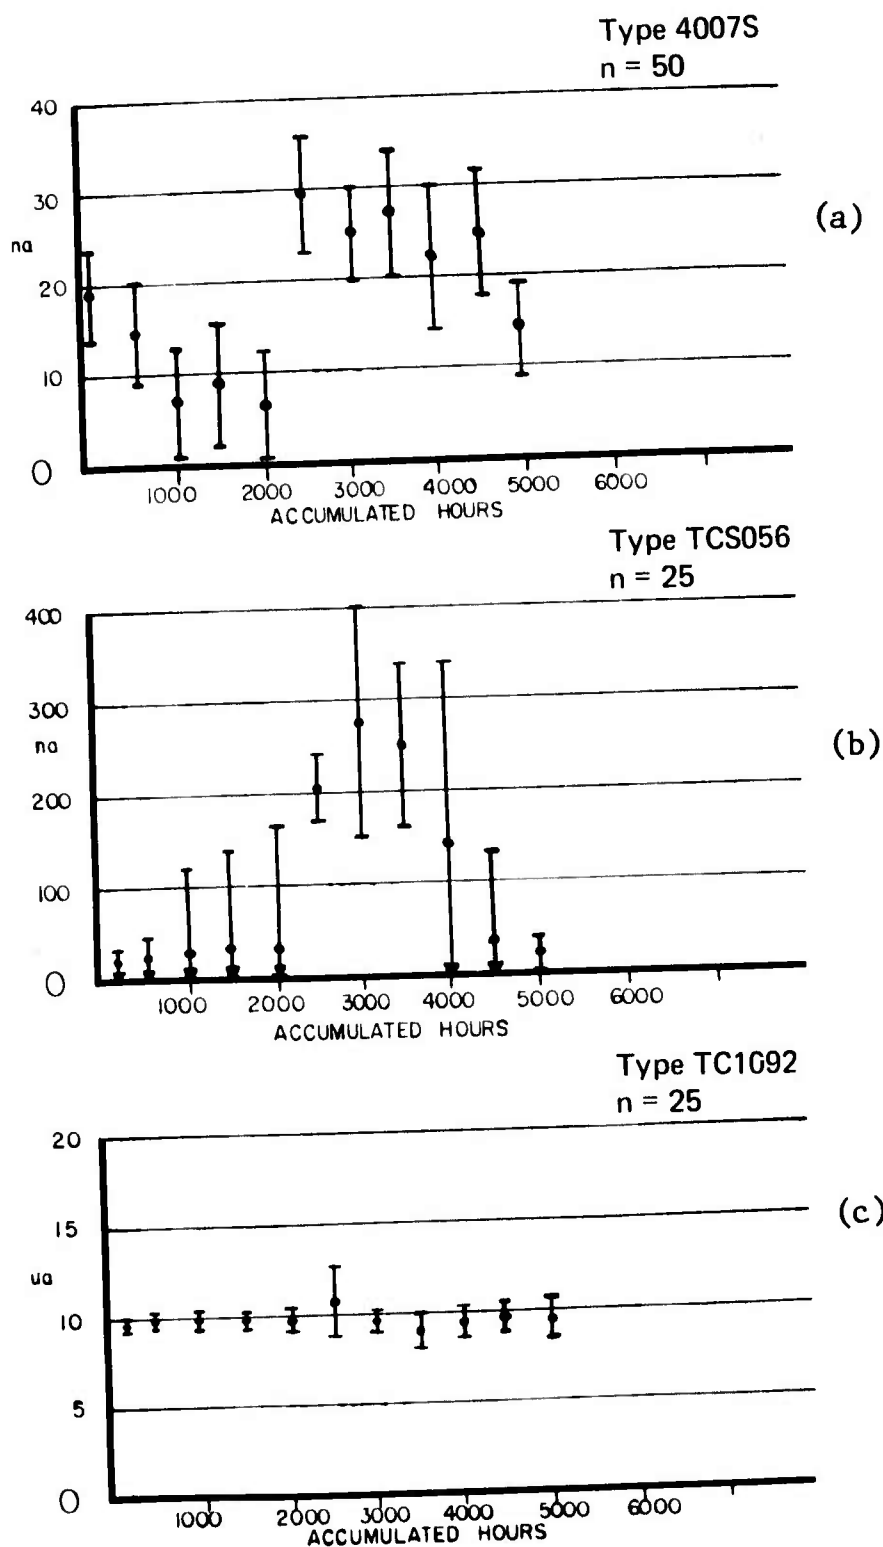 Type 4007S
n = 50
40
30
na
20
10
0
1000 2000 3000 4000 5000 6000
ACCUMULATED HOURS
(a)
Type TCS056
n = 25
400
300
na
200
100
0
1000 2000 3000 4000 5000 6000
ACCUMULATED HOURS
(b)
Type TC1092
n = 25
20
15
ua
10
5
0
1000 2000 3000 4000 5000 6000
ACCUMULATED HOURS
(c)